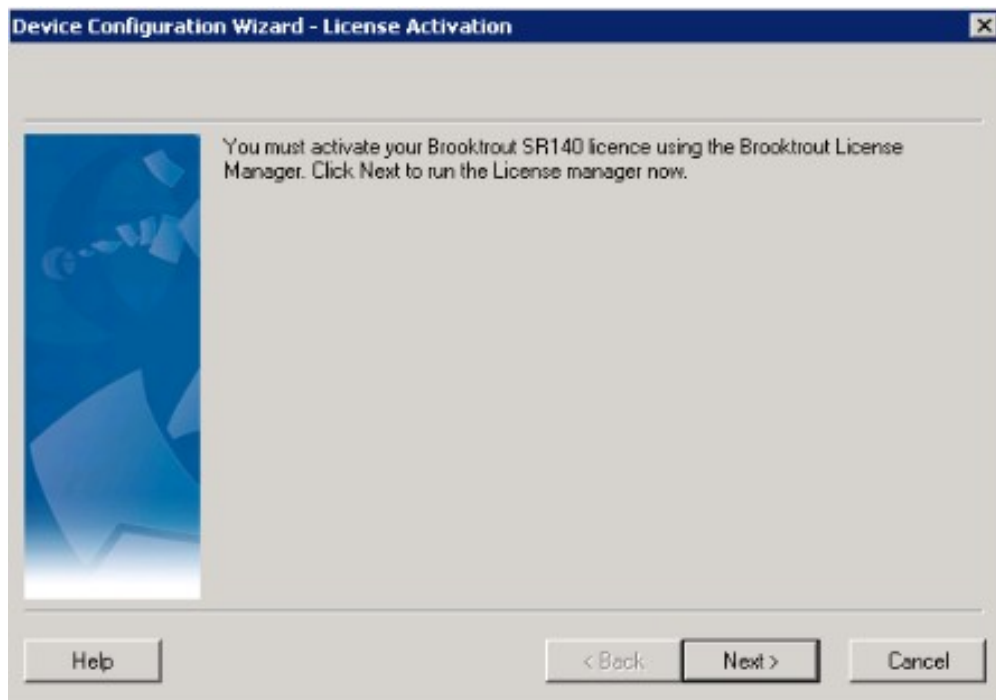 Device Configuration Wizard - License Activation
You must activate your Brooktrout SR140 licence using the Brooktrout License
Manager. Click Next to run the License manager now.
Help
< Back
Next >
Cancel